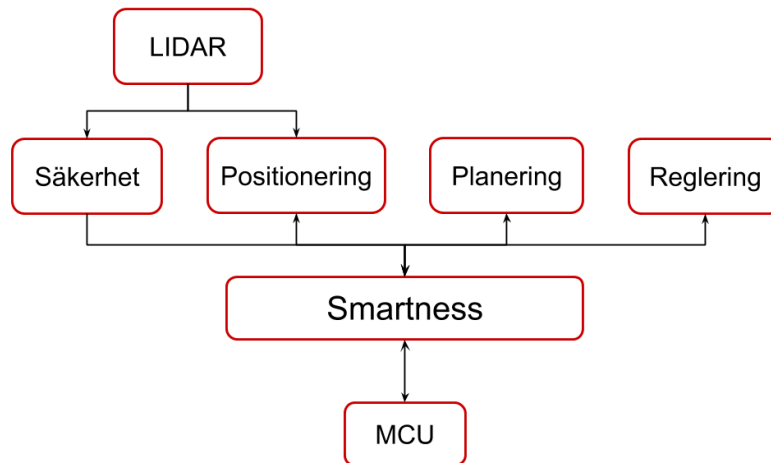 LIDAR
Säkerhet
Positionering
Planering
Reglering
Smartness
MCU